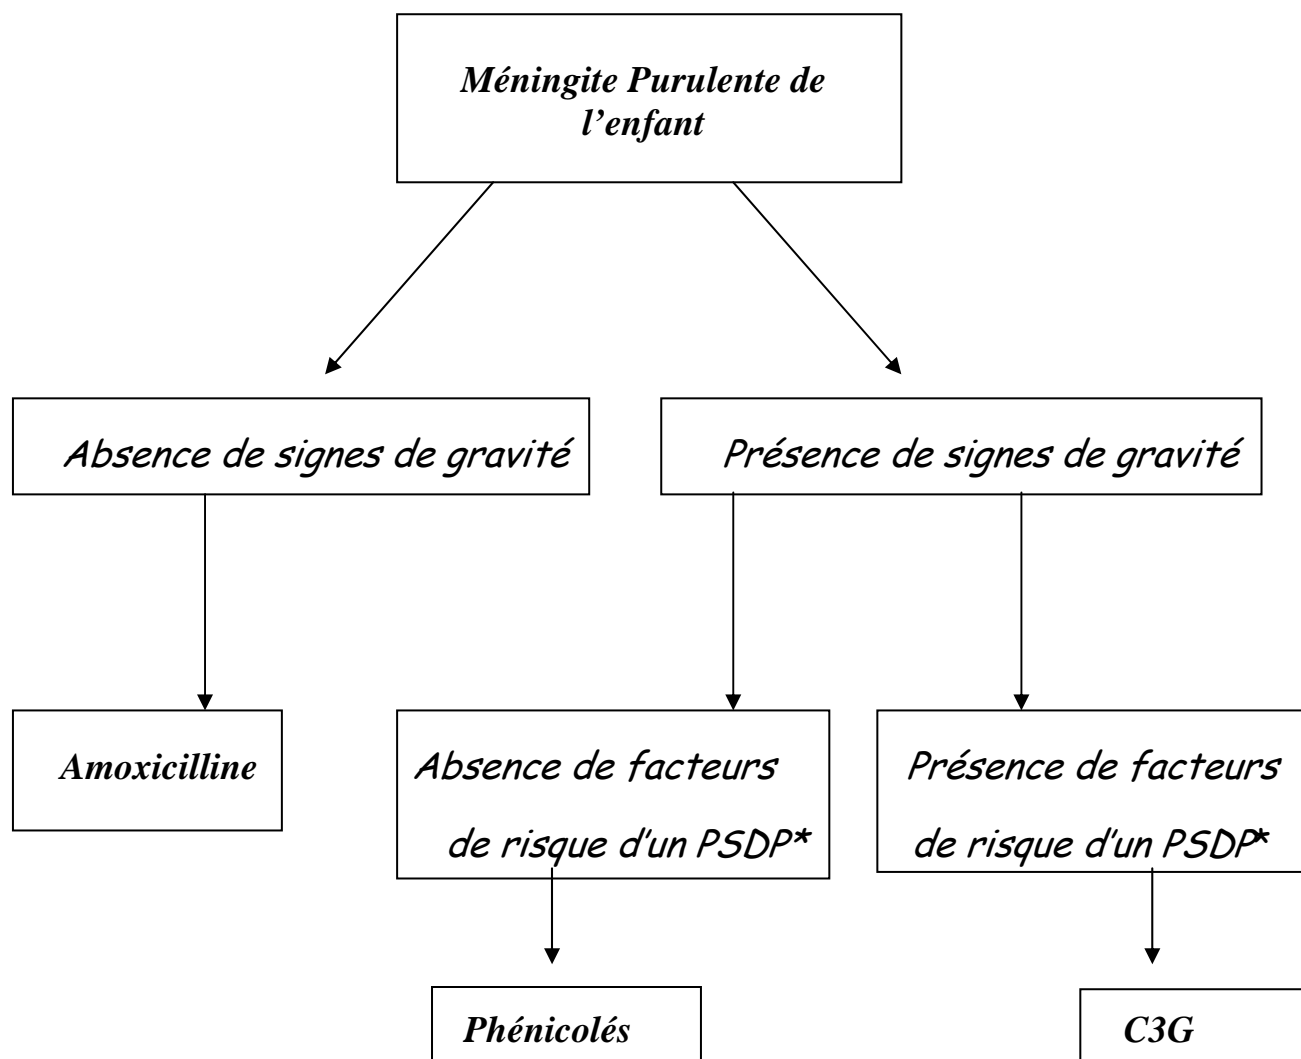 Méningite Purulente de
l’enfant
Absence de signes de gravité
Présence de signes de gravité
Amoxicilline
Absence de facteurs
de risque d'un PSDP*
Présence de facteurs
de risque d'un PSDP*
Phénicolés
C3G